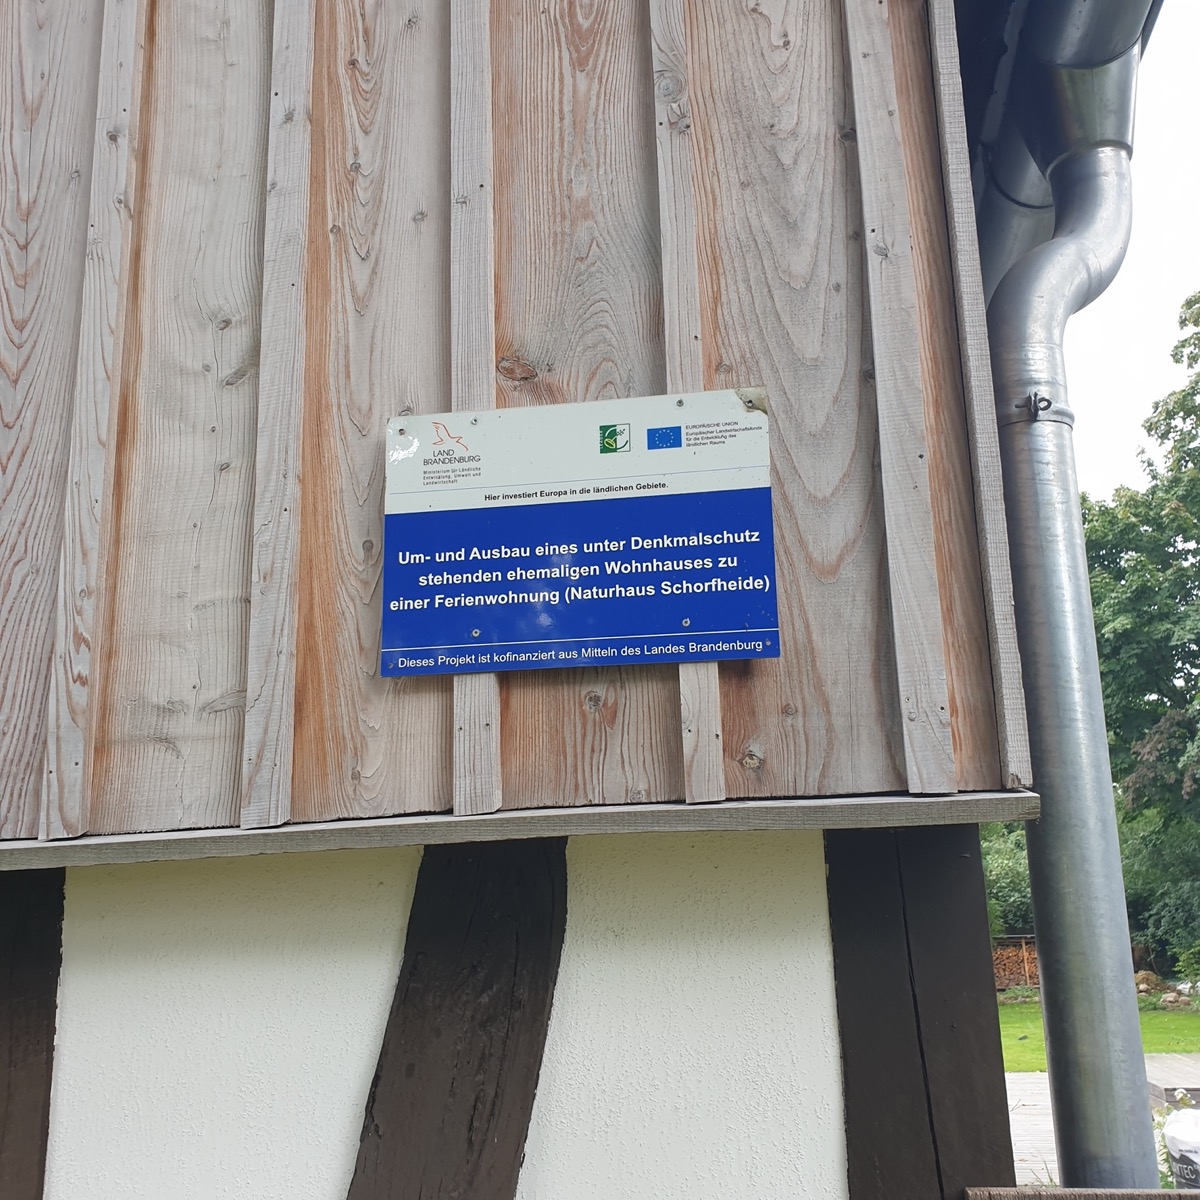 LAND
BRANDENBURG
Ministerium für Ländliche
Entwicklung, Umwelt und
Landwirtschaft
EUROPÄISCHE UNION
Europäischer Landwirtschaftsfonds
für die Entwicklung des
ländlichen Raums
Hier investiert Europa in die ländlichen Gebiete.
Um- und Ausbau eines unter Denkmalschutz
stehenden ehemaligen Wohnhauses zu
einer Ferienwohnung (Naturhaus Schorfheide)
Dieses Projekt ist kofinanziert aus Mitteln des Landes Brandenburg